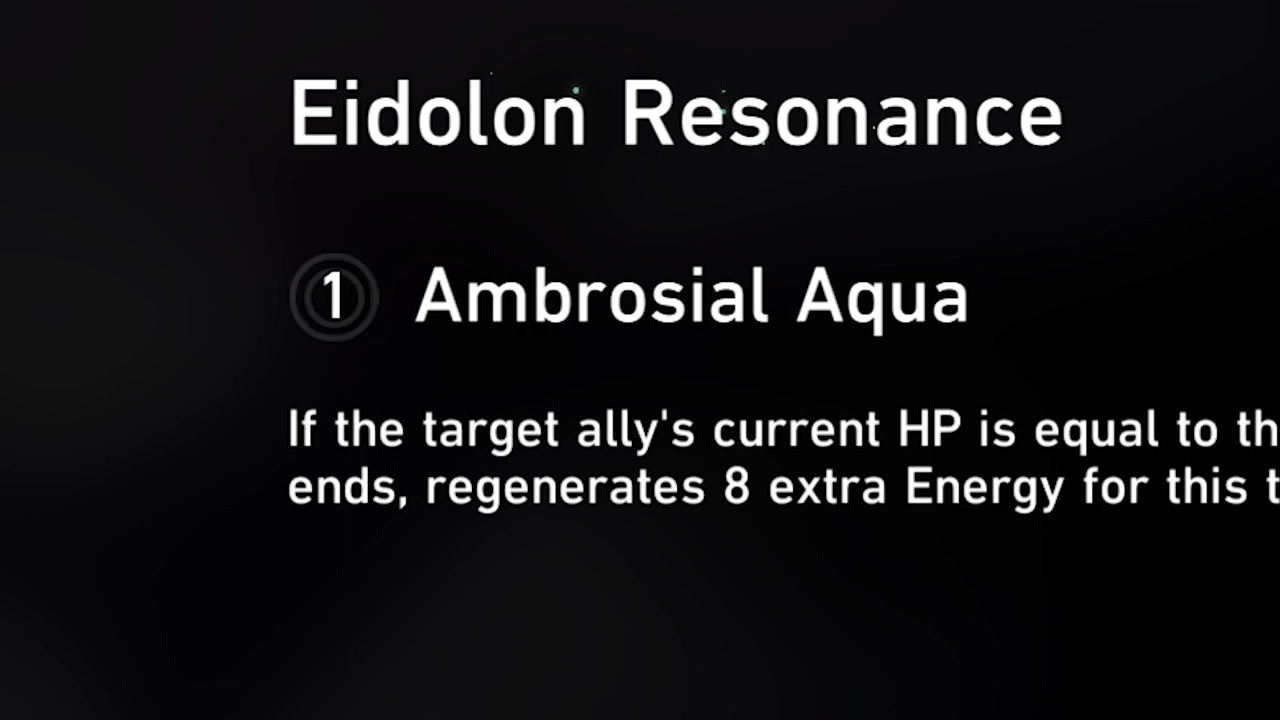 Eidolon Resonance
1 Ambrosial Aqua
If the target ally's current HP is equal to
ends, regenerates 8 extra Energy for this